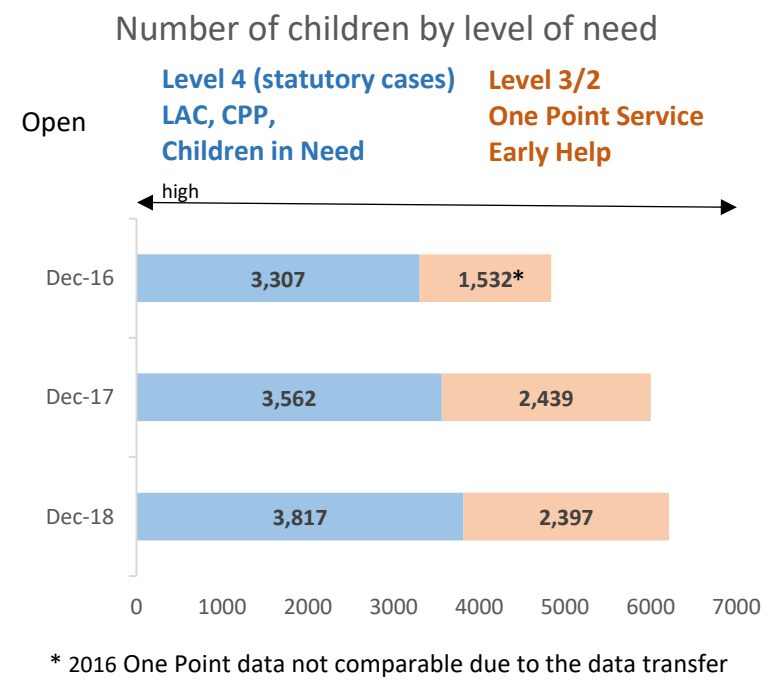 Number of children by level of need
Level 4 (statutory cases)
LAC, CPP,
Children in Need
Level 3/2
One Point Service
Early Help
Open
high
Dec-16
3,307
1,532*
Dec-17
3,562
2,439
Dec-18
3,817
2,397
0 1000 2000 3000 4000 5000 6000 7000
* 2016 One Point data not comparable due to the data transfer